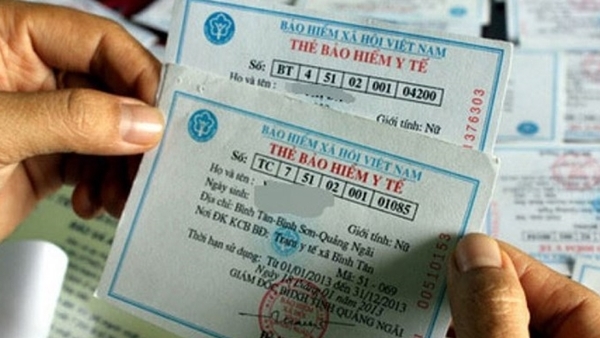 BẢO HIỂM XÃ HỘI VIỆT NAM
THẺ BẢO HIỂM Y TẾ
Số: BT 4 51 02 001 04200
Họ và tên:
Giới tính: Nữ
1376303
BẢO HIỂM XÃ HỘI VIỆT NAM
THẺ BẢO HIỂM Y TẾ
Số: TC 7 51 02 001 01085
Họ và tên:
Ngày sinh: Giới tính: Nữ
Địa chỉ: Bình Tân-Bình Sơn-Quảng Ngãi
Nơi ĐK KCB BĐ: Trạm y tế xã Bình Tân
Mã: 51 - 069
Thời hạn sử dụng: Từ 01/01/2013 đến 31/12/2013
01 năm 2013
GIÁM ĐỐC BHXH TỈNH QUẢNG NGÃI
00510153